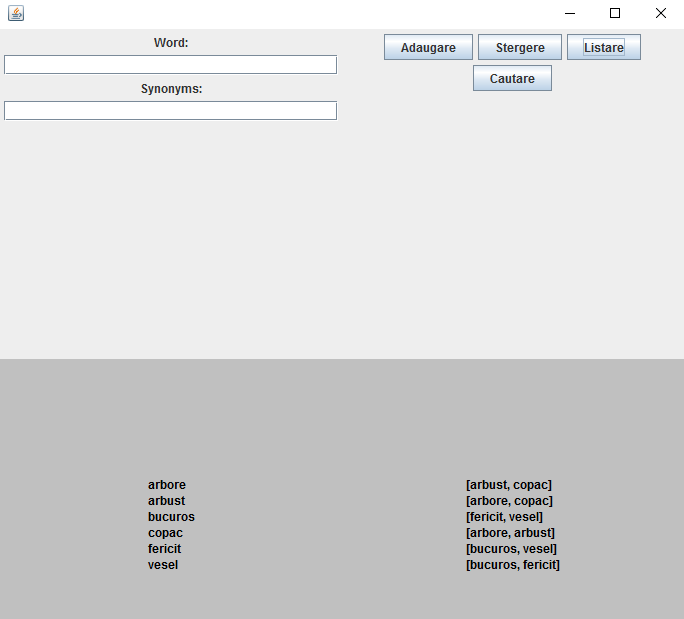 Word:
Synonyms:
Adaugare Stergere Listare
Cautare
arbore [arbust, copac]
arbust [arbore, copac]
bucuros [fericit, vesel]
copac [arbore, arbust]
fericit [bucuros, vesel]
vesel [bucuros, fericit]